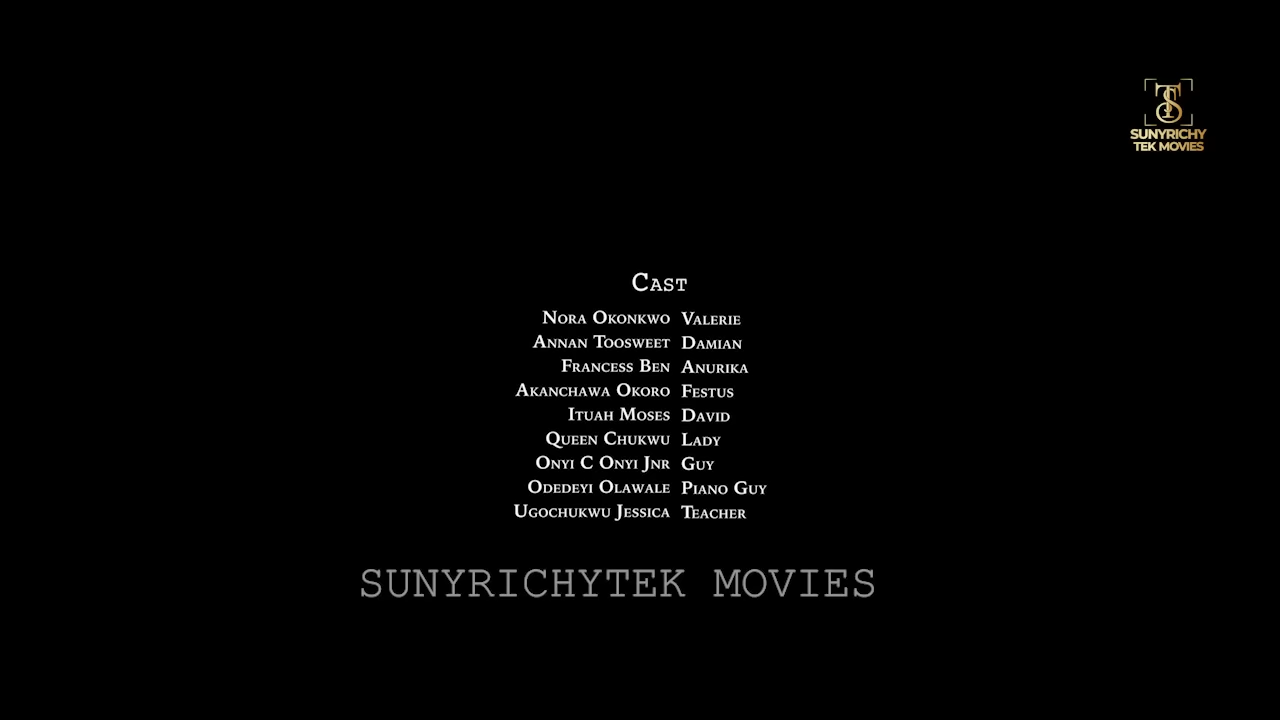 SUNYRICHY
TEK MOVIES
Cast
Nora Okonkwo Valerie
Annan Toosweet Damian
Francess Ben Anurika
Akanchawa Okoro Festus
Ituah Moses David
Queen Chukwu Lady
Onyi C Onyi Jnr Guy
Odedeyi Olawale Piano Guy
Ugochukwu Jessica Teacher
SUNYRICHYTEK MOVIES